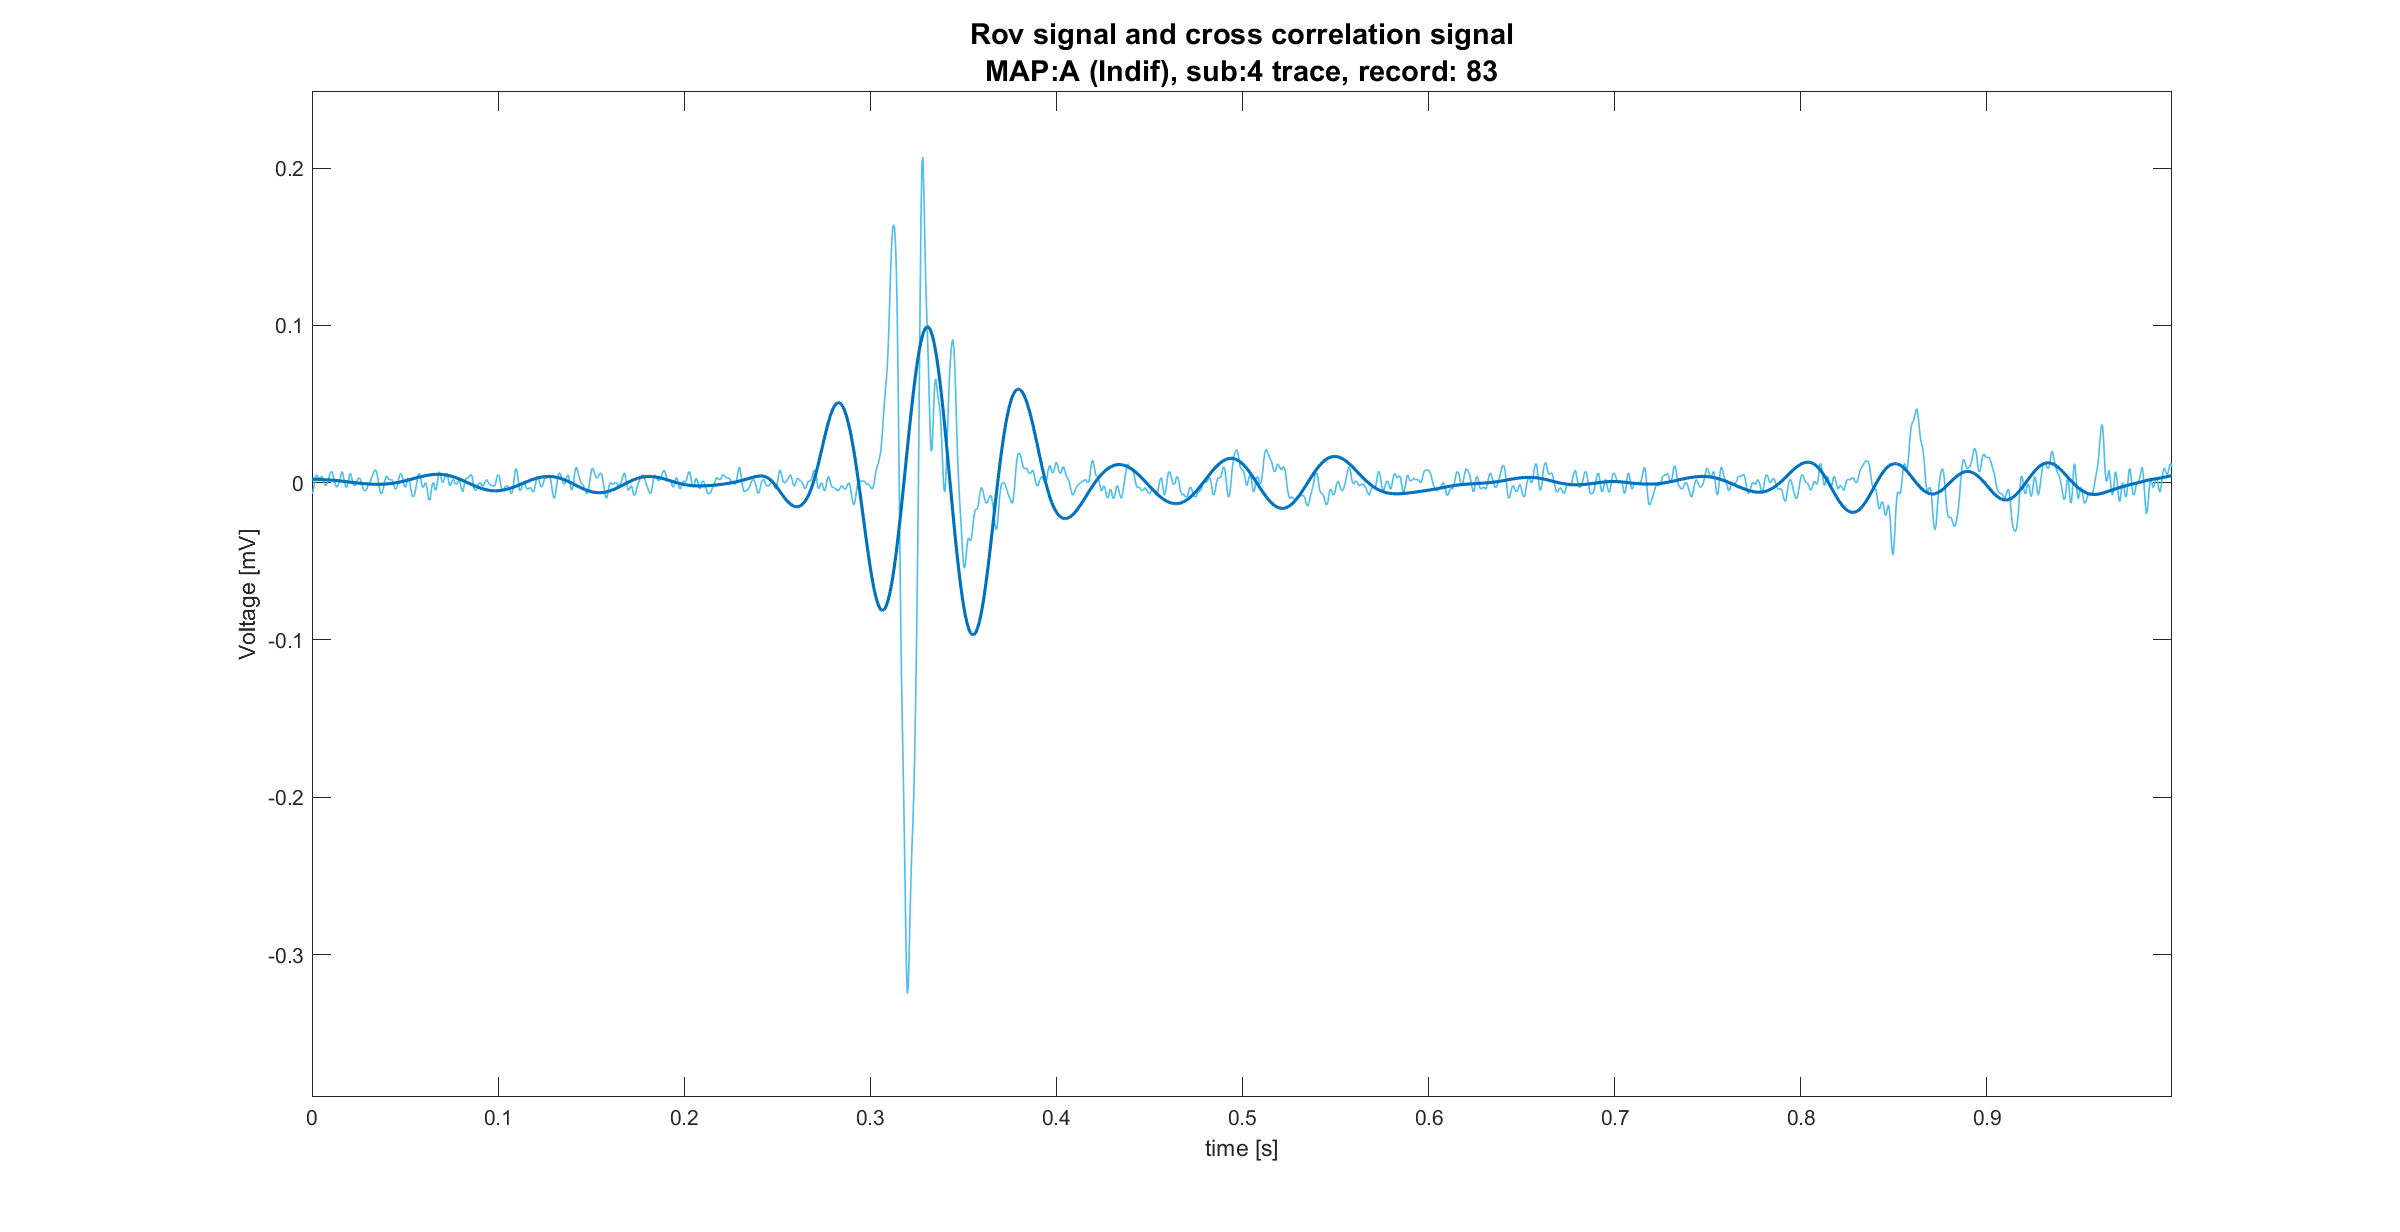 Rov signal and cross correlation signal
MAP:A (Indif), sub:4 trace, record: 83
0.2
0.1
0
-0.1
-0.2
-0.3
Voltage [mV]
0 0.1 0.2 0.3 0.4 0.5 0.6 0.7 0.8 0.9
time [s]